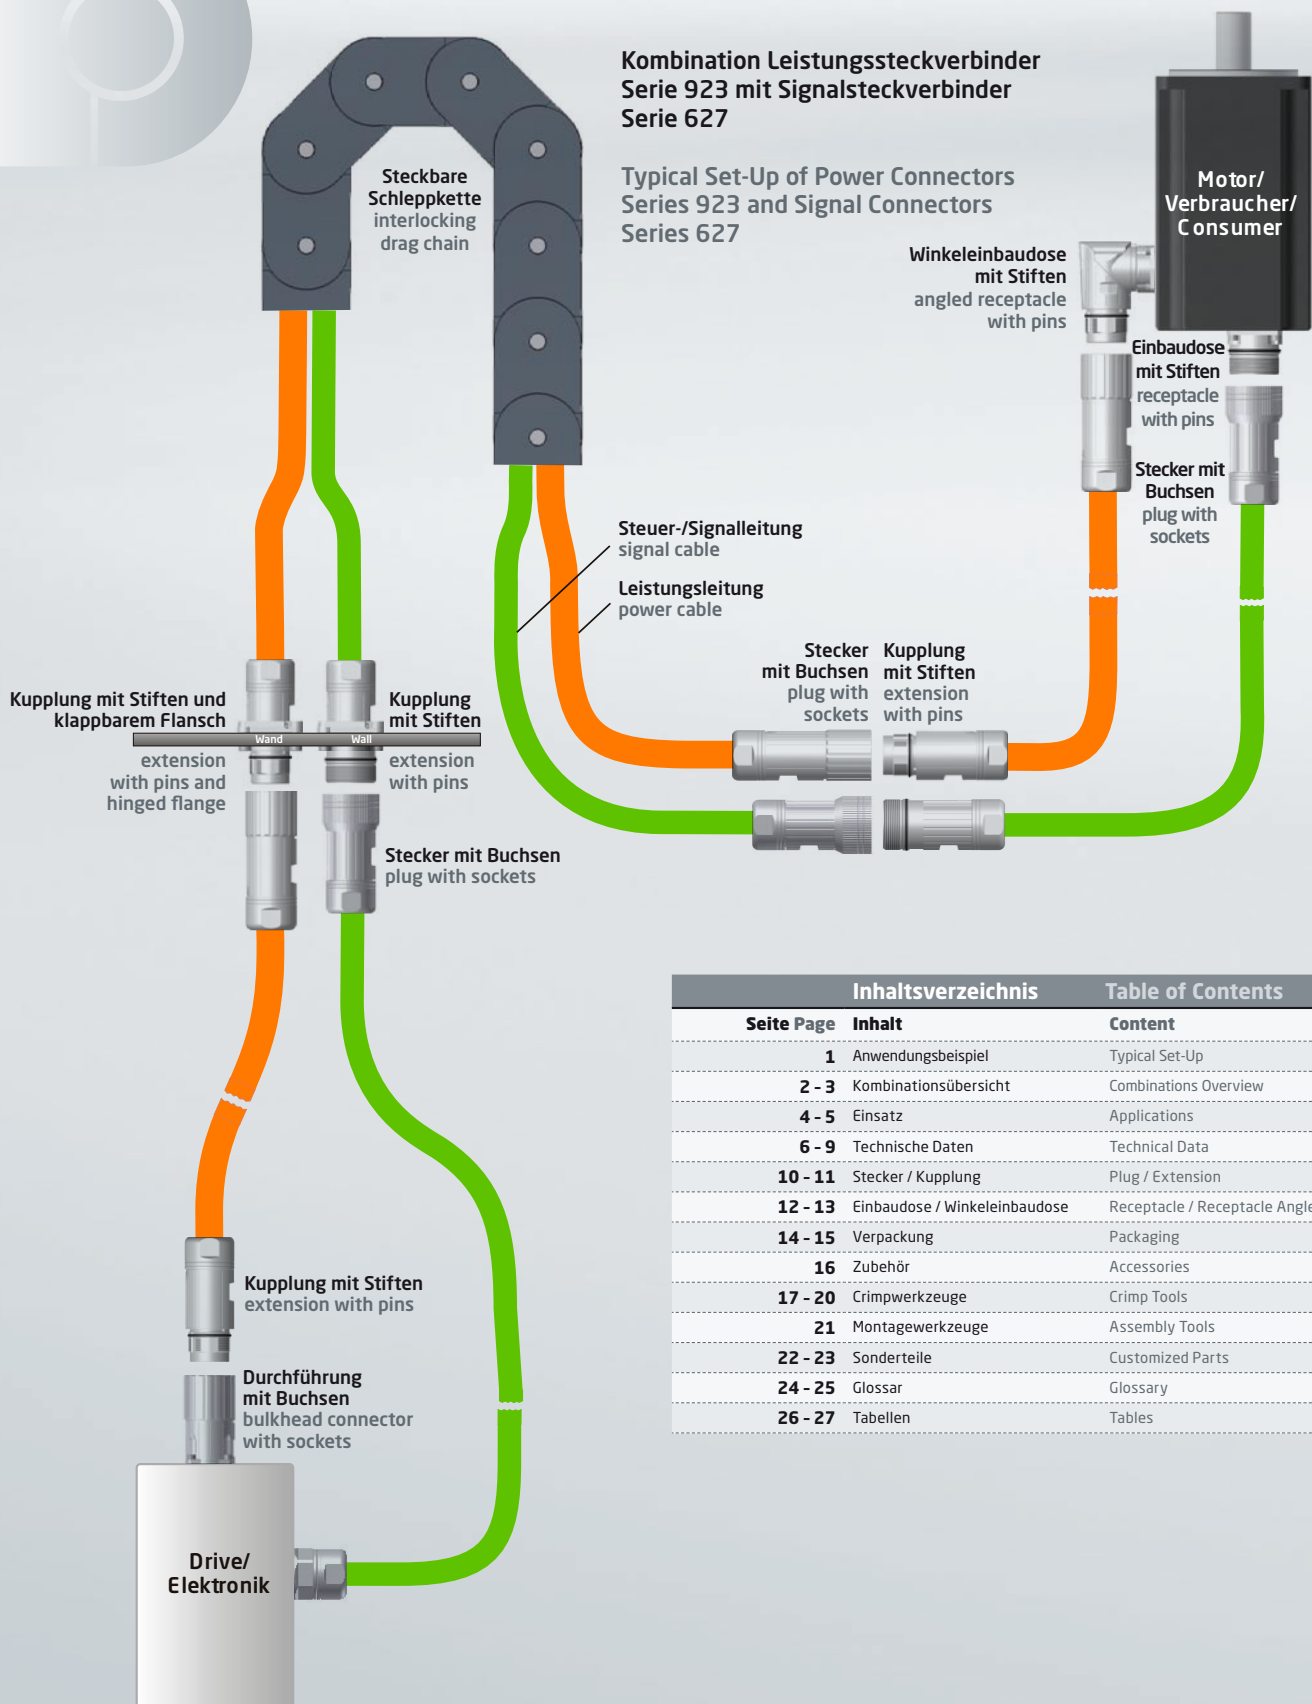 Kombination Leistungssteckverbinder
Serie 923 mit Signalsteckverbinder
Serie 627
Typical Set-Up of Power Connectors
Series 923 and Signal Connectors
Series 627
Steckbare
Schleppkette
interlocking
drag chain
Motor/
Verbraucher/
Consumer
Winkeleinbaudose
mit Stiften
angled receptacle
with pins
Einbaudose
mit Stiften
receptacle
with pins
Stecker mit
Buchsen
plug with
sockets
Steuer-/Signalleitung
signal cable
Leistungsleitung
power cable
Stecker
mit Buchsen
plug with
sockets
Kupplung
mit Stiften
extension
with pins
Kupplung mit Stiften und
klappbarem Flansch
extension
with pins and
hinged flange
Wand
Wall
Kupplung
mit Stiften
extension
with pins
Stecker mit Buchsen
plug with sockets
Inhaltsverzeichnis Table of Contents
Seite Page Inhalt Content
1 Anwendungsbeispiel Typical Set-Up
2 – 3 Kombinationsübersicht Combinations Overview
4 – 5 Einsatz Applications
6 – 9 Technische Daten Technical Data
10 – 11 Stecker / Kupplung Plug / Extension
12 – 13 Einbaudose / Winkeleinbaudose Receptacle / Receptacle Angle
14 – 15 Verpackung Packaging
16 Zubehör Accessories
17 – 20 Crimpwerkzeuge Crimp Tools
21 Montagewerkzeuge Assembly Tools
22 – 23 Sonderteile Customized Parts
24 – 25 Glossar Glossary
26 – 27 Tabellen Tables
Kupplung mit Stiften
extension with pins
Durchführung
mit Buchsen
bulkhead connector
with sockets
Drive/
Elektronik